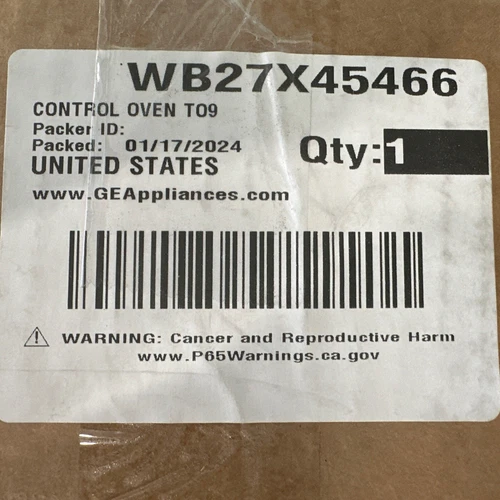 WB27X45466
CONTROL OVEN TO9
Packer ID:
Packed: 01/17/2024
UNITED STATES
Qty:1
www.GEAppliances.com
WARNING: Cancer and Reproductive Harm
www.P65Warnings.ca.gov